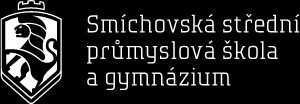 Smíchovská střední
průmyslová škola
a gymnázium